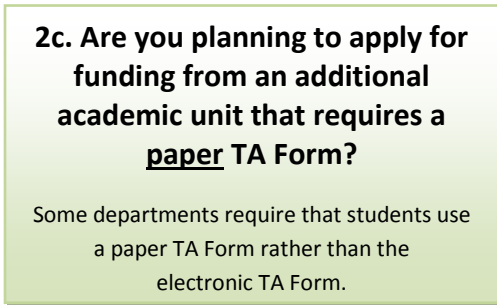 2c. Are you planning to apply for
funding from an additional
academic unit that requires a
paper TA Form?
Some departments require that students use
a paper TA Form rather than the
electronic TA Form.